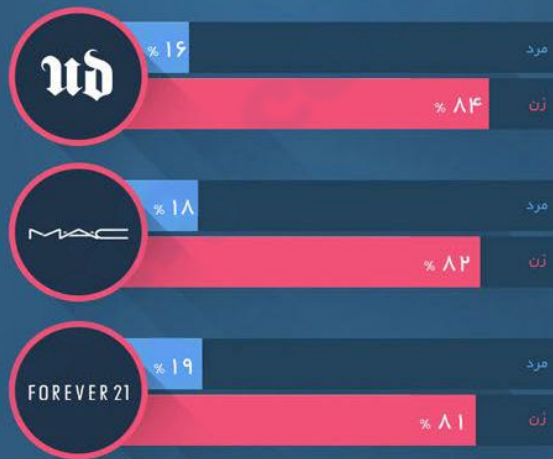 UD
مرد ۱۶ %
زن ۸۴ %
MAC
مرد ۱۸ %
زن ۸۲ %
FOREVER 21
مرد ۱۹ %
زن ۸۱ %